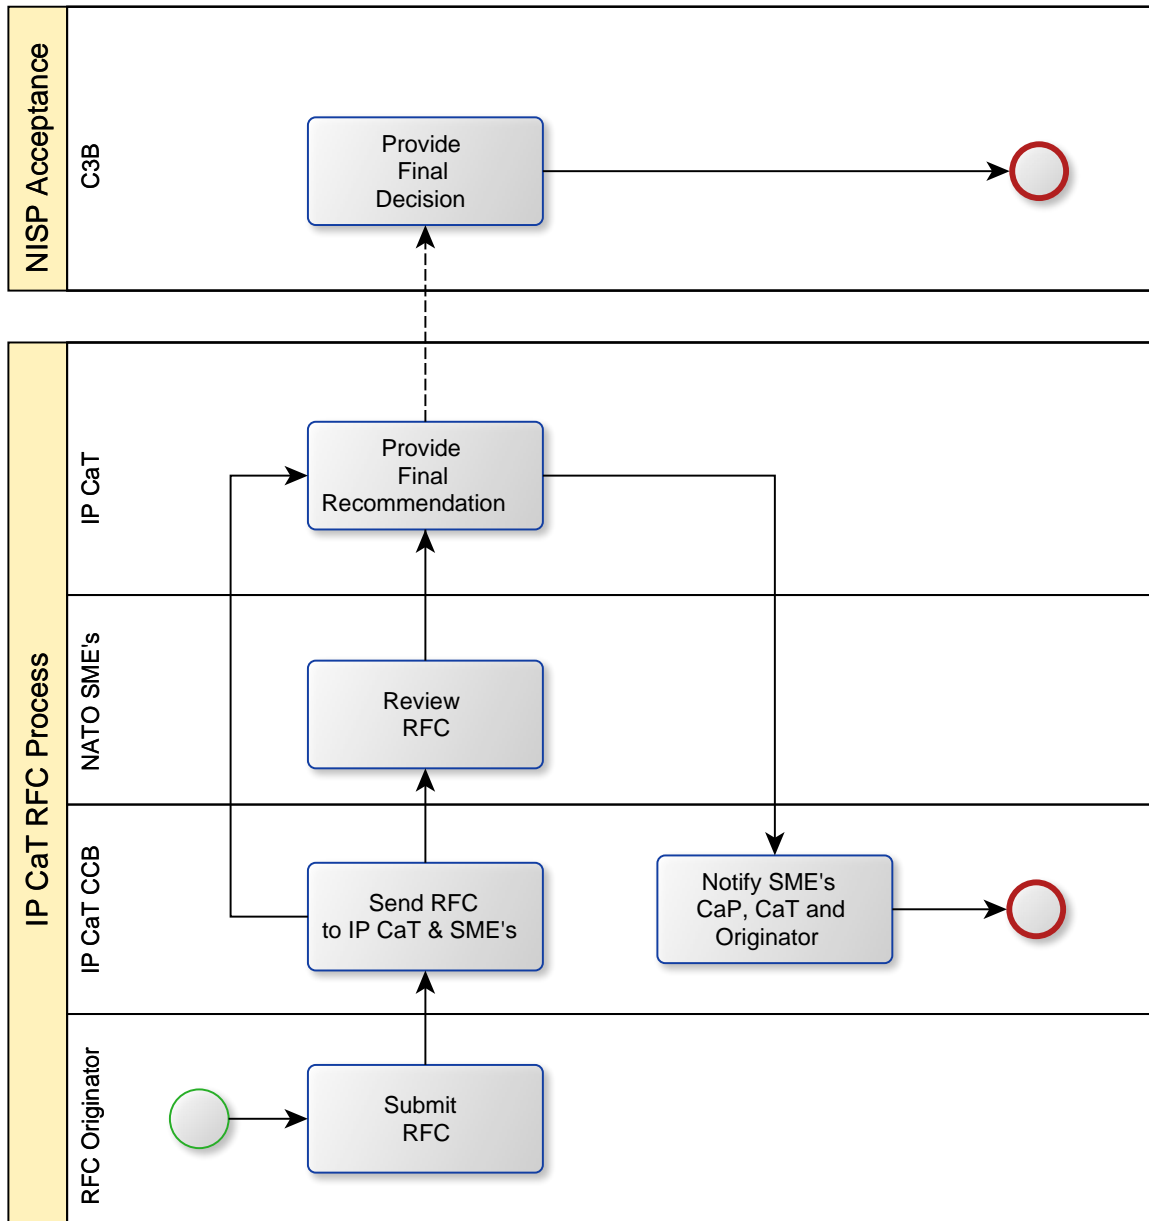 NISP Acceptance
C3B
Provide
Final
Decision
IP CaT RFC Process
IP CaT
Provide
Final
Recommendation
NATO SME's
Review
RFC
IP CaT CCB
Send RFC
to IP CaT & SME's
Notify SME's
CaP, CaT and
Originator
RFC Originator
Submit
RFC